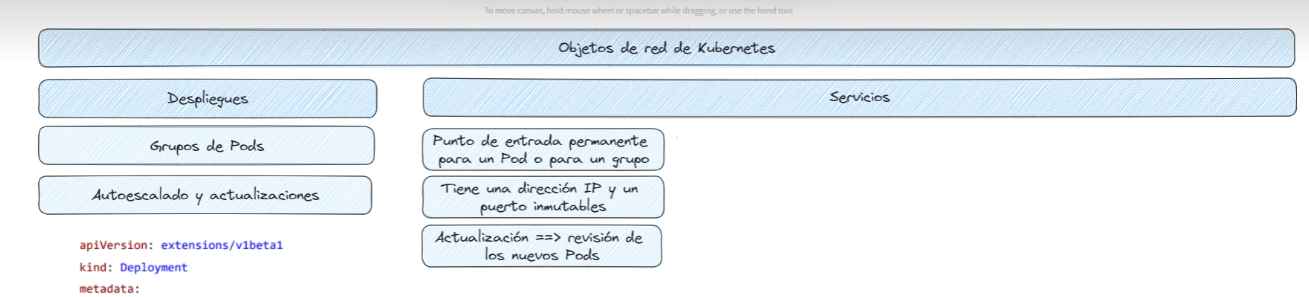 To move canvas, hold mouse wheel or spacebar while dragging, or use the hand tool
Objetos de red de Kubernetes
Despliegues
Servicios
Grupos de Pods
Autoescalado y actualizaciones
Punto de entrada permanente
para un Pod o para un grupo
Tiene una dirección IP y un
puerto inmutables
Actualización ==> revisión de
los nuevos Pods
apiVersion: extensions/v1beta1
kind: Deployment
metadata: